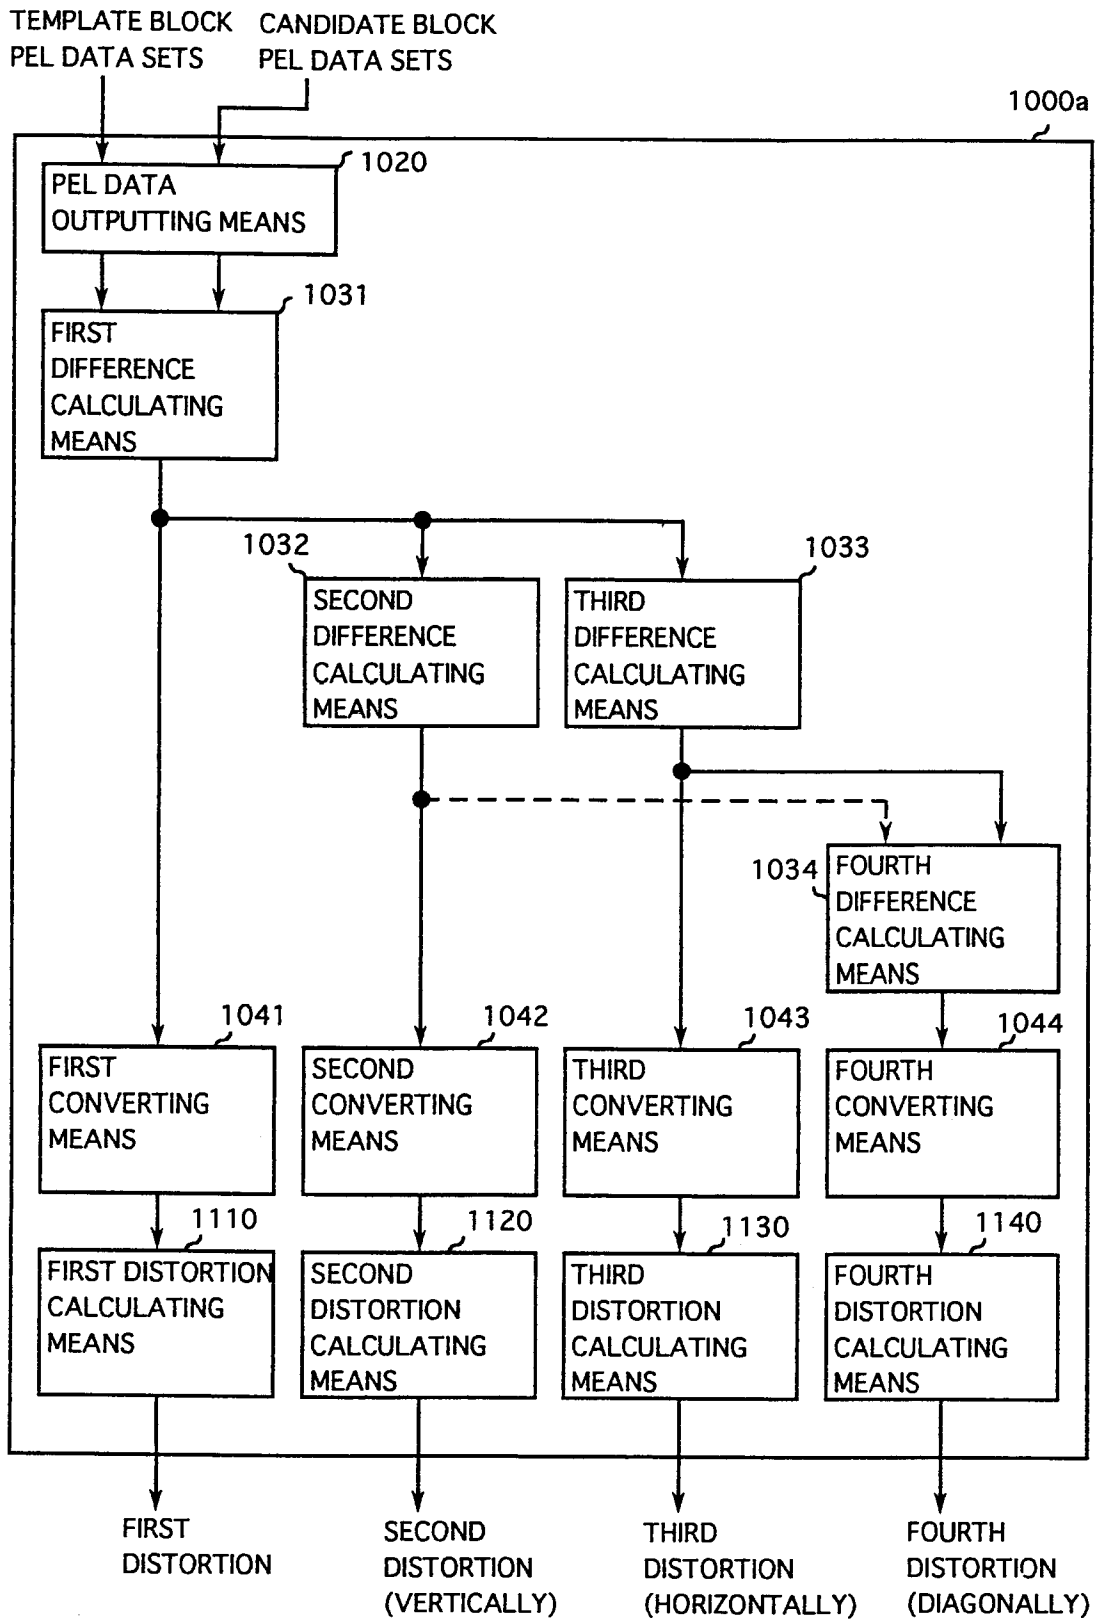 TEMPLATE BLOCK
PEL DATA SETS
CANDIDATE BLOCK
PEL DATA SETS
1000a
1020
PEL DATA
OUTPUTTING MEANS
1031
FIRST
DIFFERENCE
CALCULATING
MEANS
1032
SECOND
DIFFERENCE
CALCULATING
MEANS
1033
THIRD
DIFFERENCE
CALCULATING
MEANS
1034
FOURTH
DIFFERENCE
CALCULATING
MEANS
1041
FIRST
CONVERTING
MEANS
1042
SECOND
CONVERTING
MEANS
1043
THIRD
CONVERTING
MEANS
1044
FOURTH
CONVERTING
MEANS
1110
FIRST DISTORTION
CALCULATING
MEANS
1120
SECOND
DISTORTION
CALCULATING
MEANS
1130
THIRD
DISTORTION
CALCULATING
MEANS
1140
FOURTH
DISTORTION
CALCULATING
MEANS
FIRST
DISTORTION
SECOND
DISTORTION
(VERTICALLY)
THIRD
DISTORTION
(HORIZONTALLY)
FOURTH
DISTORTION
(DIAGONALLY)